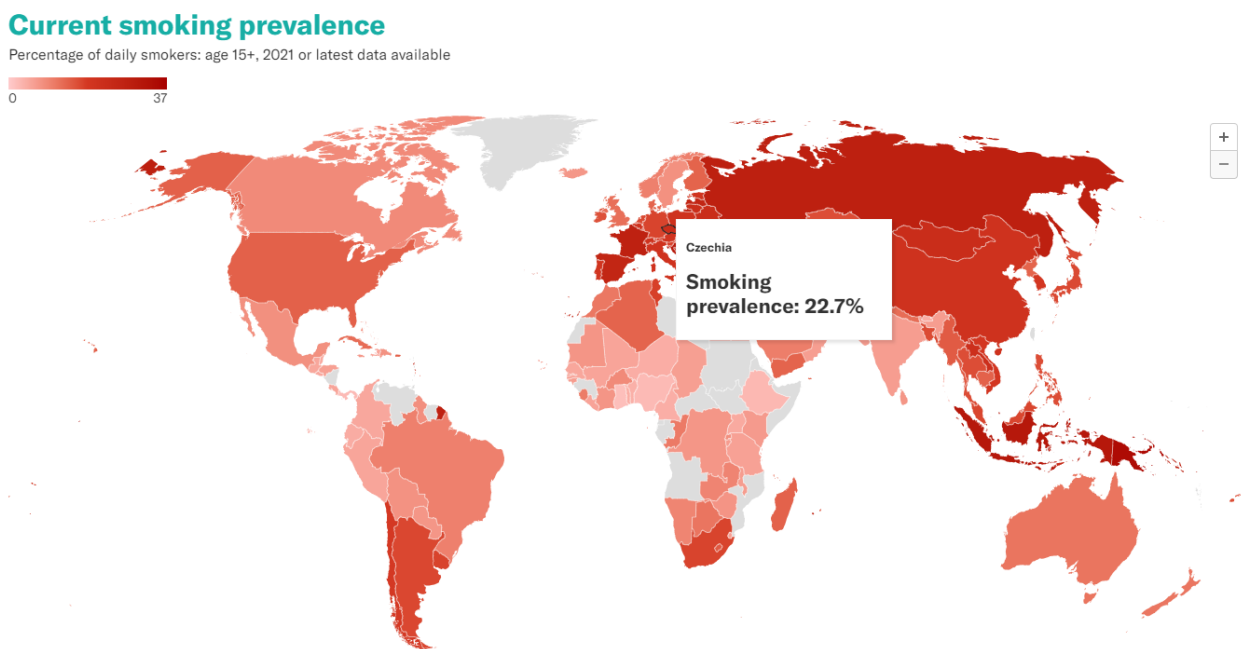 Current smoking prevalence
Percentage of daily smokers: age 15+, 2021 or latest data available
0 37
+
−
Czechia
Smoking
prevalence: 22.7%